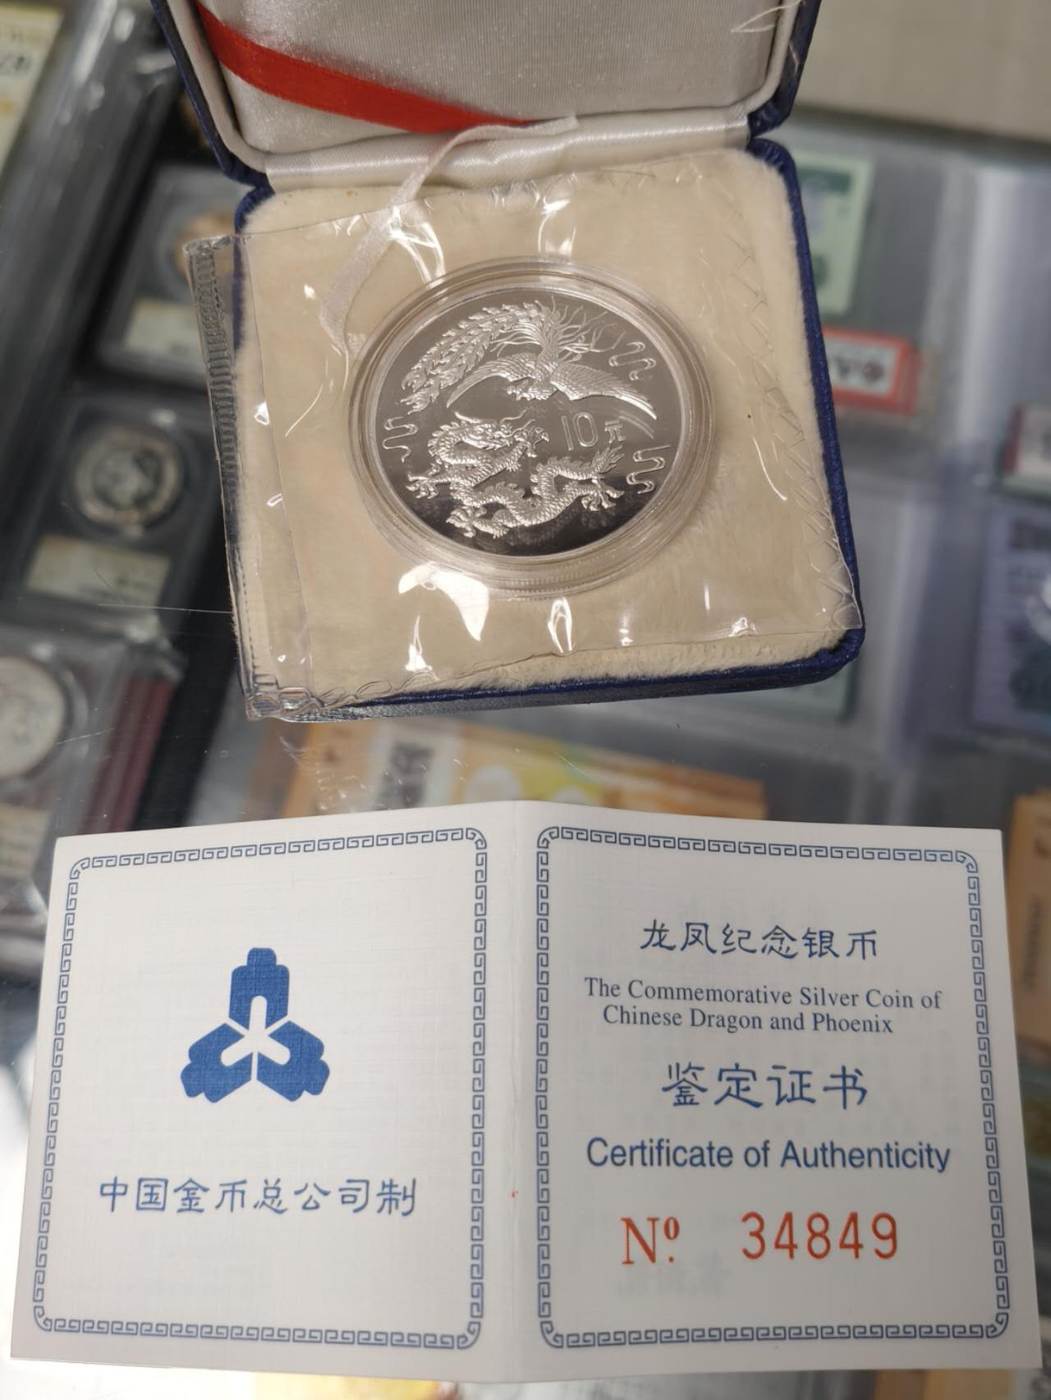 10元
中国金币总公司制
龙凤纪念银币
The Commemorative Silver Coin of
Chinese Dragon and Phoenix
鉴定证书
Certificate of Authenticity
Nº. 34849